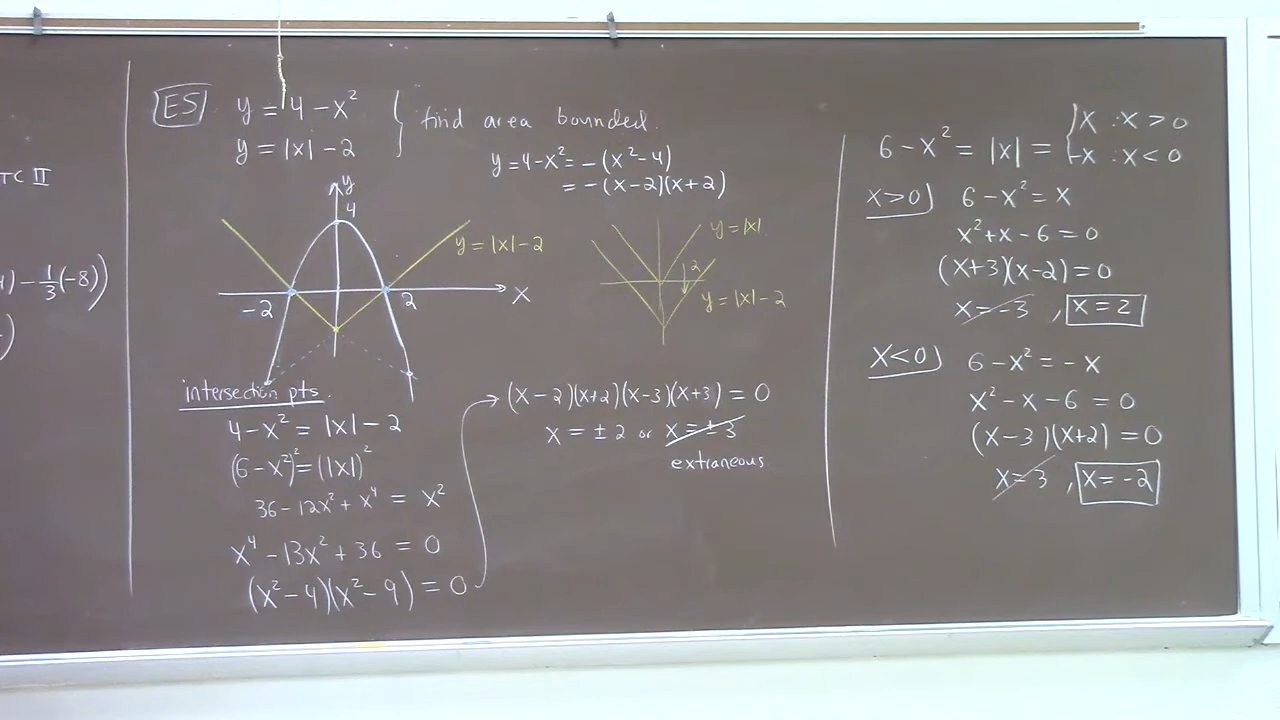 TC II
) - 1/3(-8))
)
E5 y = 4 - x² } find area bounded.
y = |x| - 2
y = 4-x² = -(x²-4)
= -(x-2)(x+2)
y
4
y = |x| - 2
-2
2
x
y = |x|
2
y = |x| - 2
intersection pts.
4 - x² = |x| - 2
(6 - x²)² = (|x|)²
36 - 12x² + x⁴ = x²
x⁴ - 13x² + 36 = 0
(x² - 4)(x² - 9) = 0
(x-2)(x+2)(x-3)(x+3) = 0
x = ±2 or x = ±3
extraneous
6 - x² = |x| = { x : x > 0
-x : x < 0
x>0) 6 - x² = x
x² + x - 6 = 0
(x+3)(x-2) = 0
x = -3 , x = 2
x<0) 6 - x² = -x
x² - x - 6 = 0
(x-3)(x+2) = 0
x = 3 , x = -2